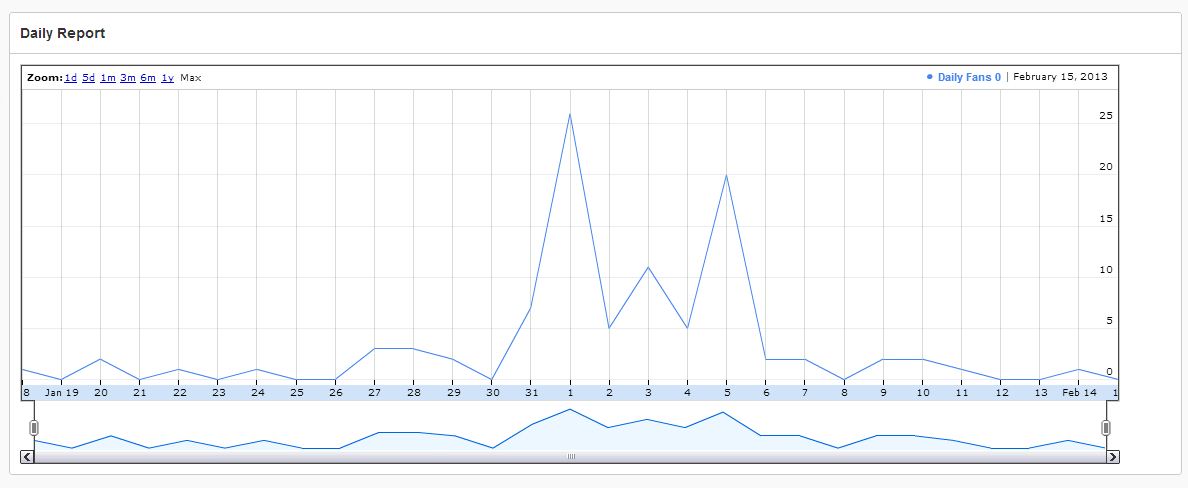 Daily Report
Zoom: 1d 5d 1m 3m 6m 1y Max
Daily Fans 0 | February 15, 2013
25
20
15
10
5
0
8 Jan 19 20 21 22 23 24 25 26 27 28 29 30 31 1 2 3 4 5 6 7 8 9 10 11 12 13 Feb 14 1